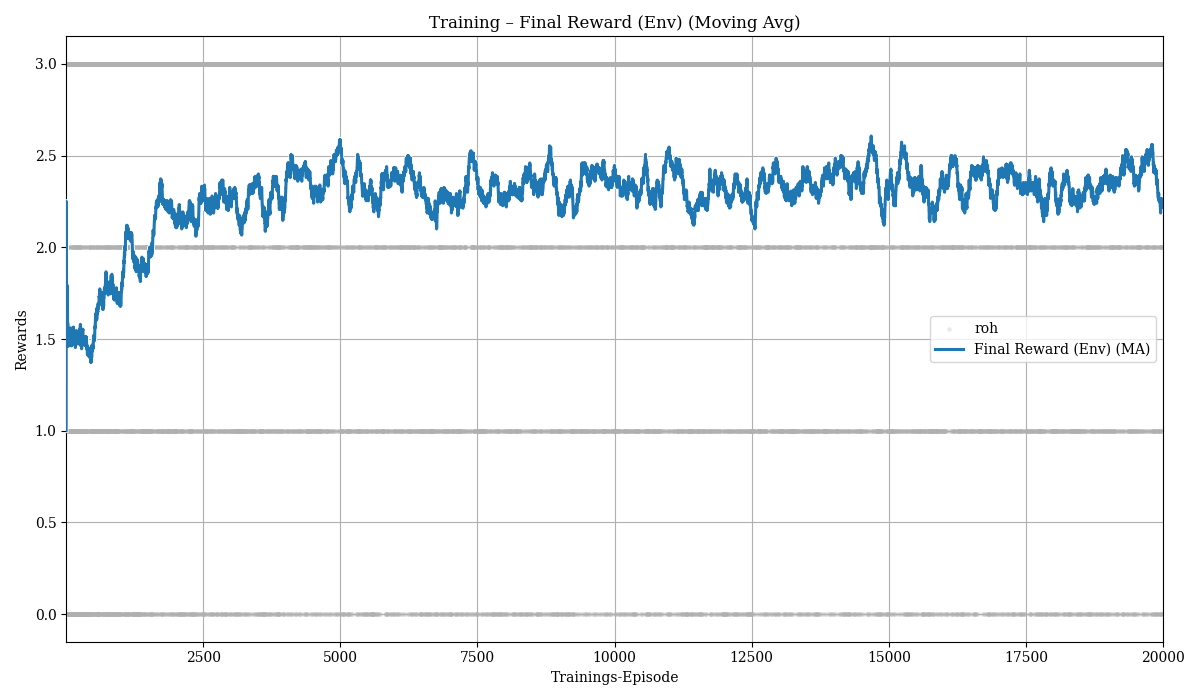 Training – Final Reward (Env) (Moving Avg)
3.0
2.5
2.0
1.5
1.0
0.5
0.0
Rewards
roh
Final Reward (Env) (MA)
2500 5000 7500 10000 12500 15000 17500 20000
Trainings-Episode